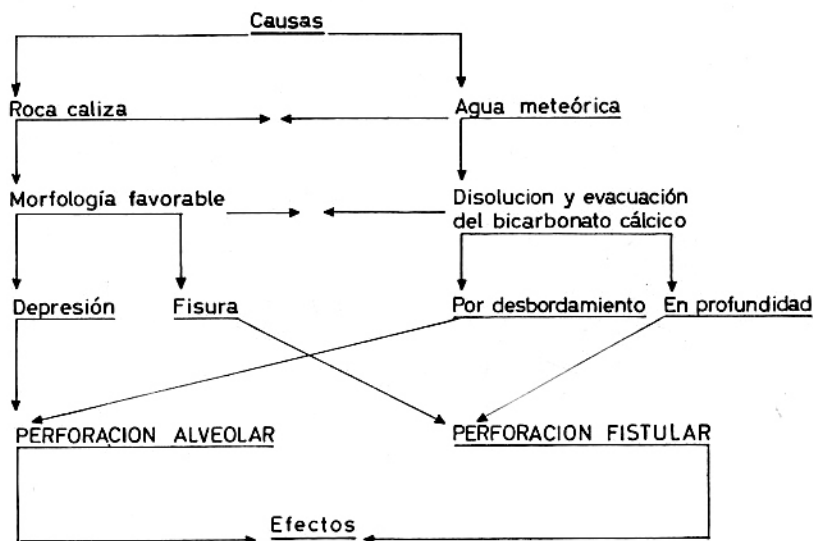 Causas
Roca caliza
Agua meteórica
Morfología favorable
Disolucion y evacuación
del bicarbonato cálcico
Depresión
Fisura
Por desbordamiento
En profundidad
PERFORACION ALVEOLAR
PERFORACION FISTULAR
Efectos